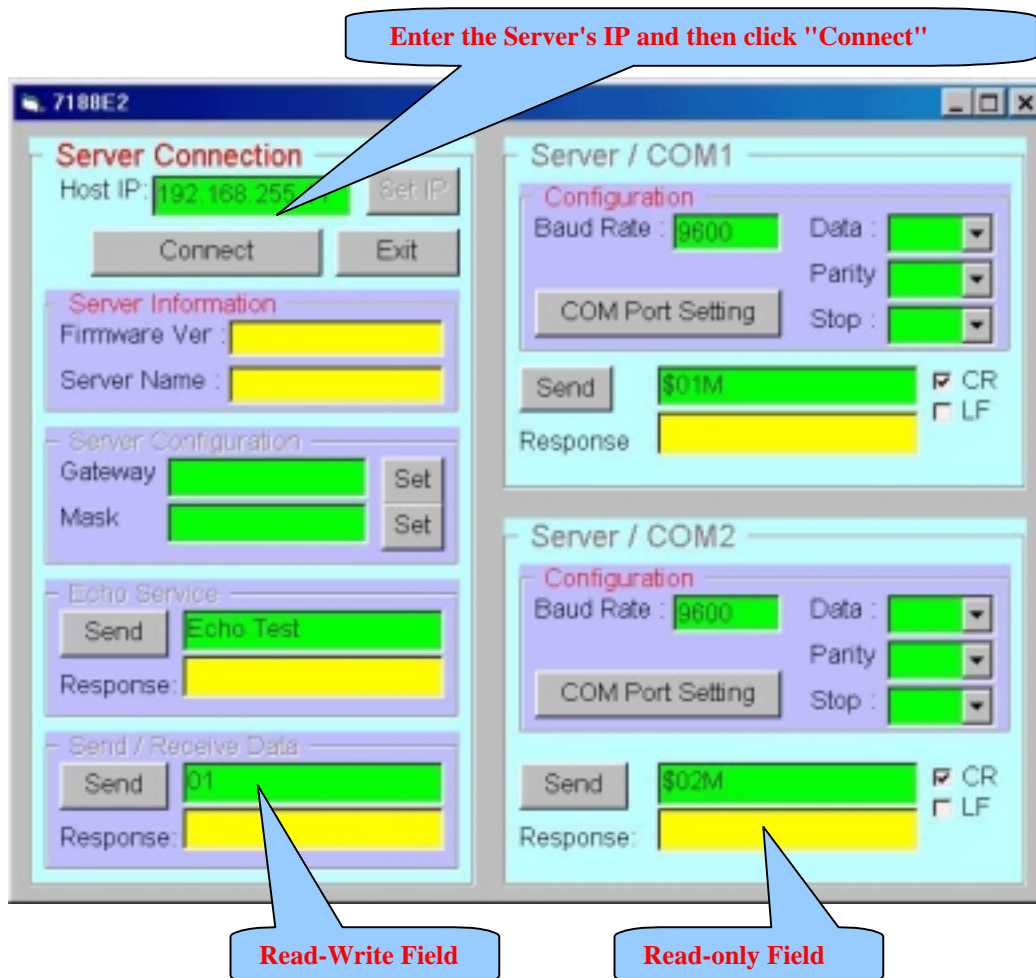 Enter the Server's IP and then click "Connect"
7188E2
Server Connection
Host IP: 192.168.255. Set IP
Connect Exit
Server Information
Firmware Ver :
Server Name :
Server Configuration
Gateway Set
Mask Set
Echo Service
Send Echo Test
Response:
Send / Receive Data
Send 01
Response:
Server / COM1
Configuration
Baud Rate : 9600 Data :
Parity
COM Port Setting Stop :
Send $01M CR
LF
Response
Server / COM2
Configuration
Baud Rate : 9600 Data :
Parity
COM Port Setting Stop :
Send $02M CR
LF
Response:
Read-Write Field
Read-only Field